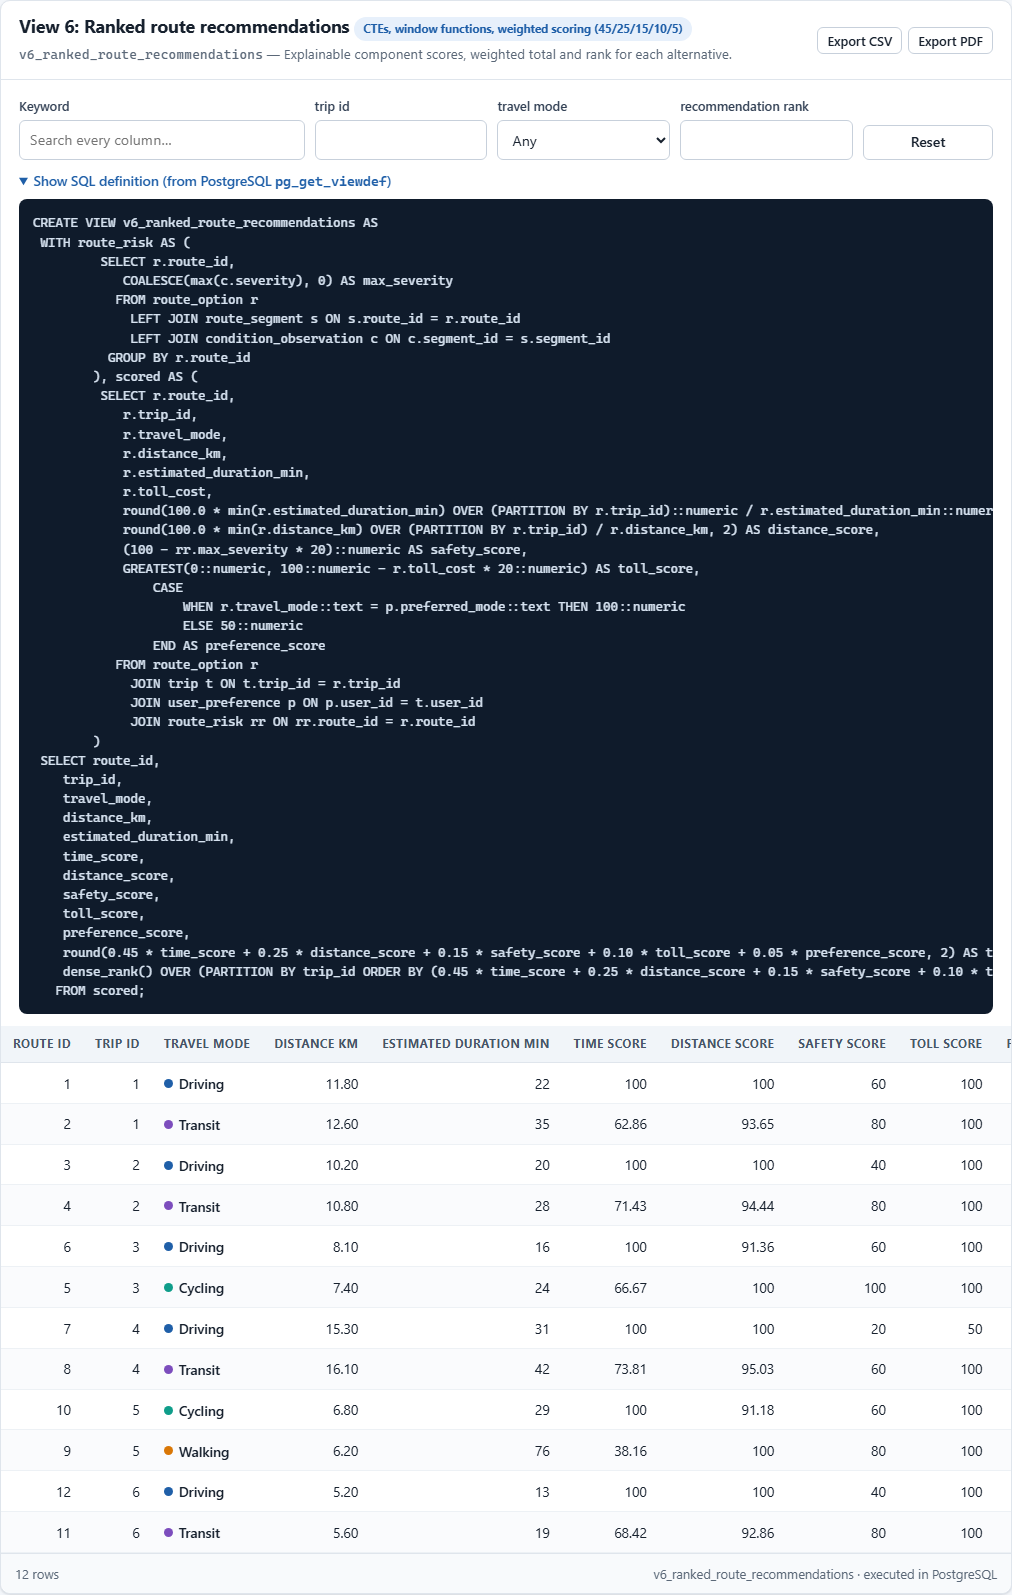 View 6: Ranked route recommendations CTEs, window functions, weighted scoring (45/25/15/10/5)
v6_ranked_route_recommendations — Explainable component scores, weighted total and rank for each alternative.
Export CSV Export PDF
Keyword trip id travel mode recommendation rank
Search every column... Any Reset
▼ Show SQL definition (from PostgreSQL pg_get_viewdef)
CREATE VIEW v6_ranked_route_recommendations AS
WITH route_risk AS (
SELECT r.route_id,
COALESCE(max(c.severity), 0) AS max_severity
FROM route_option r
LEFT JOIN route_segment s ON s.route_id = r.route_id
LEFT JOIN condition_observation c ON c.segment_id = s.segment_id
GROUP BY r.route_id
), scored AS (
SELECT r.route_id,
r.trip_id,
r.travel_mode,
r.distance_km,
r.estimated_duration_min,
r.toll_cost,
round(100.0 * min(r.estimated_duration_min) OVER (PARTITION BY r.trip_id)::numeric / r.estimated_duration_min::numer
round(100.0 * min(r.distance_km) OVER (PARTITION BY r.trip_id) / r.distance_km, 2) AS distance_score,
(100 - rr.max_severity * 20)::numeric AS safety_score,
GREATEST(0::numeric, 100::numeric - r.toll_cost * 20::numeric) AS toll_score,
CASE
WHEN r.travel_mode::text = p.preferred_mode::text THEN 100::numeric
ELSE 50::numeric
END AS preference_score
FROM route_option r
JOIN trip t ON t.trip_id = r.trip_id
JOIN user_preference p ON p.user_id = t.user_id
JOIN route_risk rr ON rr.route_id = r.route_id
)
SELECT route_id,
trip_id,
travel_mode,
distance_km,
estimated_duration_min,
time_score,
distance_score,
safety_score,
toll_score,
preference_score,
round(0.45 * time_score + 0.25 * distance_score + 0.15 * safety_score + 0.10 * toll_score + 0.05 * preference_score, 2) AS t
dense_rank() OVER (PARTITION BY trip_id ORDER BY (0.45 * time_score + 0.25 * distance_score + 0.15 * safety_score + 0.10 * t
FROM scored;
ROUTE ID TRIP ID TRAVEL MODE DISTANCE KM ESTIMATED DURATION MIN TIME SCORE DISTANCE SCORE SAFETY SCORE TOLL SCORE
1 1 Driving 11.80 22 100 100 60 100
2 1 Transit 12.60 35 62.86 93.65 80 100
3 2 Driving 10.20 20 100 100 40 100
4 2 Transit 10.80 28 71.43 94.44 80 100
6 3 Driving 8.10 16 100 91.36 60 100
5 3 Cycling 7.40 24 66.67 100 100 100
7 4 Driving 15.30 31 100 100 20 50
8 4 Transit 16.10 42 73.81 95.03 60 100
10 5 Cycling 6.80 29 100 91.18 60 100
9 5 Walking 6.20 76 38.16 100 80 100
12 6 Driving 5.20 13 100 100 40 100
11 6 Transit 5.60 19 68.42 92.86 80 100
12 rows v6_ranked_route_recommendations · executed in PostgreSQL